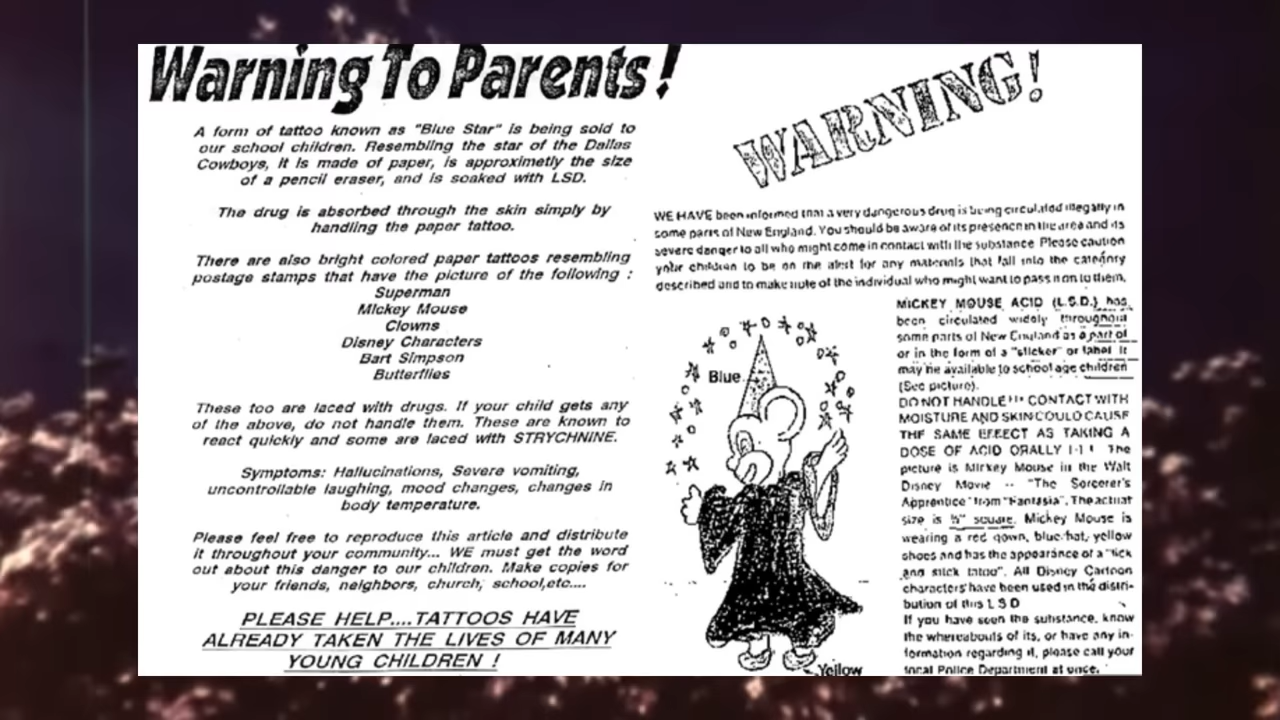 Warning To Parents!
A form of tattoo known as "Blue Star" is being sold to
our school children. Resembling the star of the Dallas
Cowboys, it is made of paper, is approximetly the size
of a pencil eraser, and is soaked with LSD.
The drug is absorbed through the skin simply by
handling the paper tattoo.
There are also bright colored paper tattoos resembling
postage stamps that have the picture of the following :
Superman
Mickey Mouse
Clowns
Disney Characters
Bart Simpson
Butterflies
These too are laced with drugs. If your child gets any
of the above, do not handle them. These are known to
react quickly and some are laced with STRYCHNINE.
Symptoms: Hallucinations, Severe vomiting,
uncontrollable laughing, mood changes, changes in
body temperature.
Please feel free to reproduce this article and distribute
it throughout your community... WE must get the word
out about this danger to our children. Make copies for
your friends, neighbors, church, school,etc....
PLEASE HELP....TATTOOS HAVE
ALREADY TAKEN THE LIVES OF MANY
YOUNG CHILDREN !
WARNING!
WE HAVE been informed that a very dangerous drug is being circulated illegally in
some parts of New England. You should be aware of its presence in the area and its
severe danger to all who might come in contact with the substance. Please caution
your children to be on the alert for any materials that fall into the category
described and to make note of the individual who might want to pass it on to them.
MICKEY MOUSE ACID (L.S.D.) has
been circulated widely throughout
some parts of New England as a part of
or in the form of a "sticker" or label. It
may be available to school age children
(See picture).
DO NOT HANDLE!!! CONTACT WITH
MOISTURE AND SKIN COULD CAUSE
THE SAME EFFECT AS TAKING A
DOSE OF ACID ORALLY !-! ! The
picture is Mickey Mouse in the Walt
Disney Movie -- "The Sorcerer's
Apprentice" from "Fantasia". The actual
size is ½" square. Mickey Mouse is
wearing a red gown, blue hat, yellow
shoes and has the appearance of a "lick
and stick tatoo". All Disney Cartoon
characters have been used in the distri-
bution of this L S D
If you have seen the substance, know
the whereabouts of its, or have any in-
formation regarding it, please call your
local Police Department at once.
Blue
Yellow